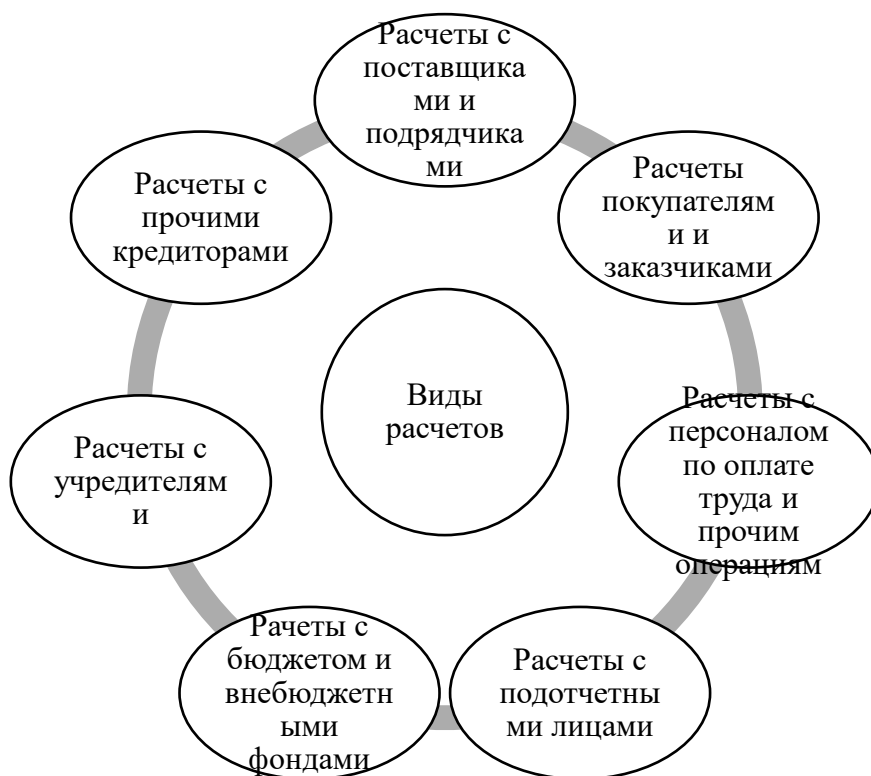 Расчеты с
поставщика
ми и
подрядчика
ми
Расчеты
покупателям
и и
заказчиками
Расчеты с
персоналом
по оплате
труда и
прочим
операциям
Расчеты с
подотчетны
ми лицами
Рачеты с
бюджетом и
внебюджетн
ыми
фондами
Расчеты с
учредителям
и
Расчеты с
прочими
кредиторами
Виды
расчетов